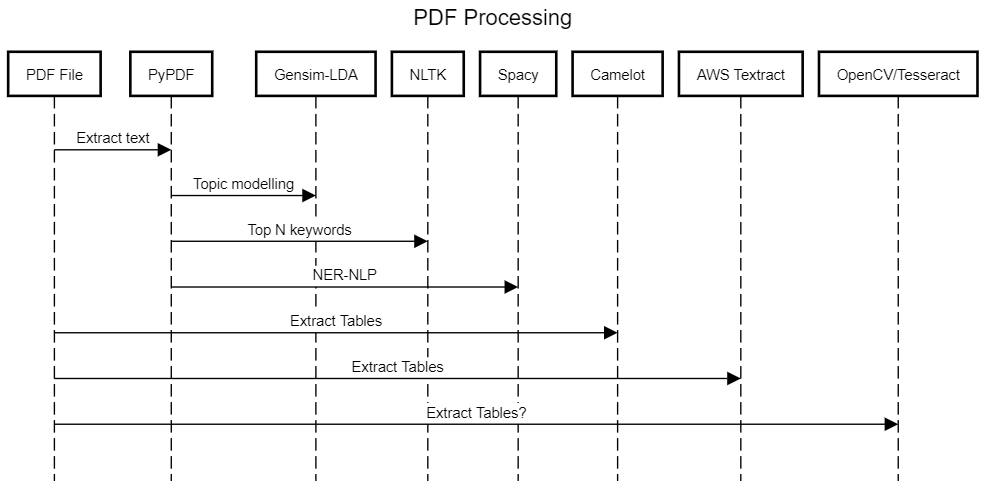 PDF Processing
PDF File
PyPDF
Gensim-LDA
NLTK
Spacy
Camelot
AWS Textract
OpenCV/Tesseract
Extract text
Topic modelling
Top N keywords
NER-NLP
Extract Tables
Extract Tables
Extract Tables?